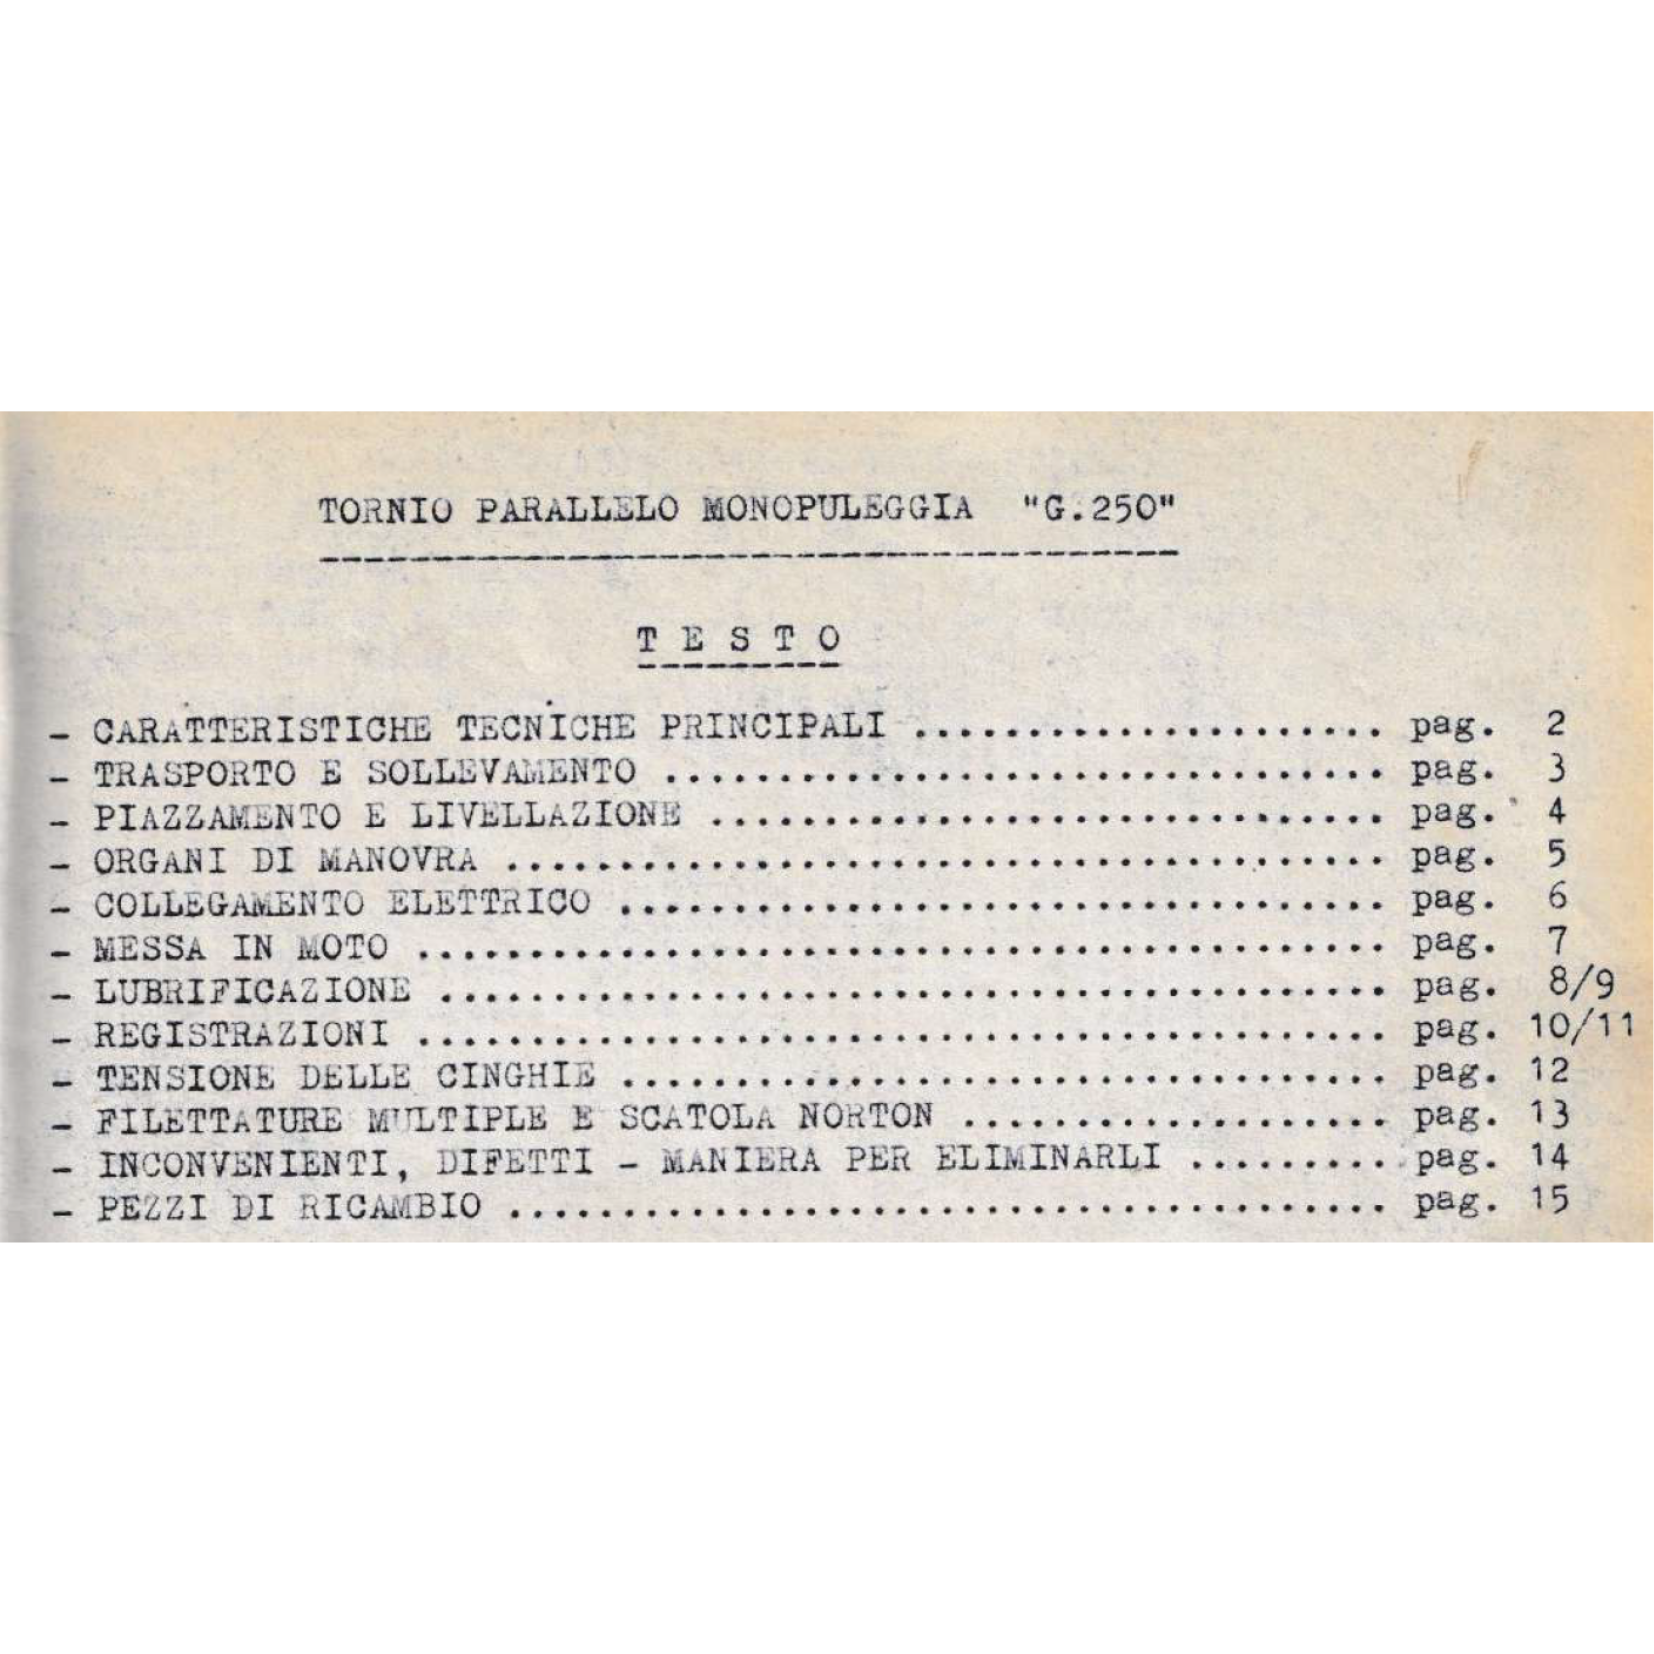 TORNIO PARALLELO MONOPULEGGIA "G.250"
T E S T O
- CARATTERISTICHE TECNICHE PRINCIPALI ..................... pag. 2
- TRASPORTO E SOLLEVAMENTO ................................ pag. 3
- PIAZZAMENTO E LIVELLAZIONE .............................. pag. 4
- ORGANI DI MANOVRA ....................................... pag. 5
- COLLEGAMENTO ELETTRICO .................................. pag. 6
- MESSA IN MOTO ........................................... pag. 7
- LUBRIFICAZIONE .......................................... pag. 8/9
- REGISTRAZIONI ........................................... pag. 10/11
- TENSIONE DELLE CINGHIE .................................. pag. 12
- FILETTATURE MULTIPLE E SCATOLA NORTON ................... pag. 13
- INCONVENIENTI, DIFETTI - MANIERA PER ELIMINARLI ......... pag. 14
- PEZZI DI RICAMBIO ....................................... pag. 15